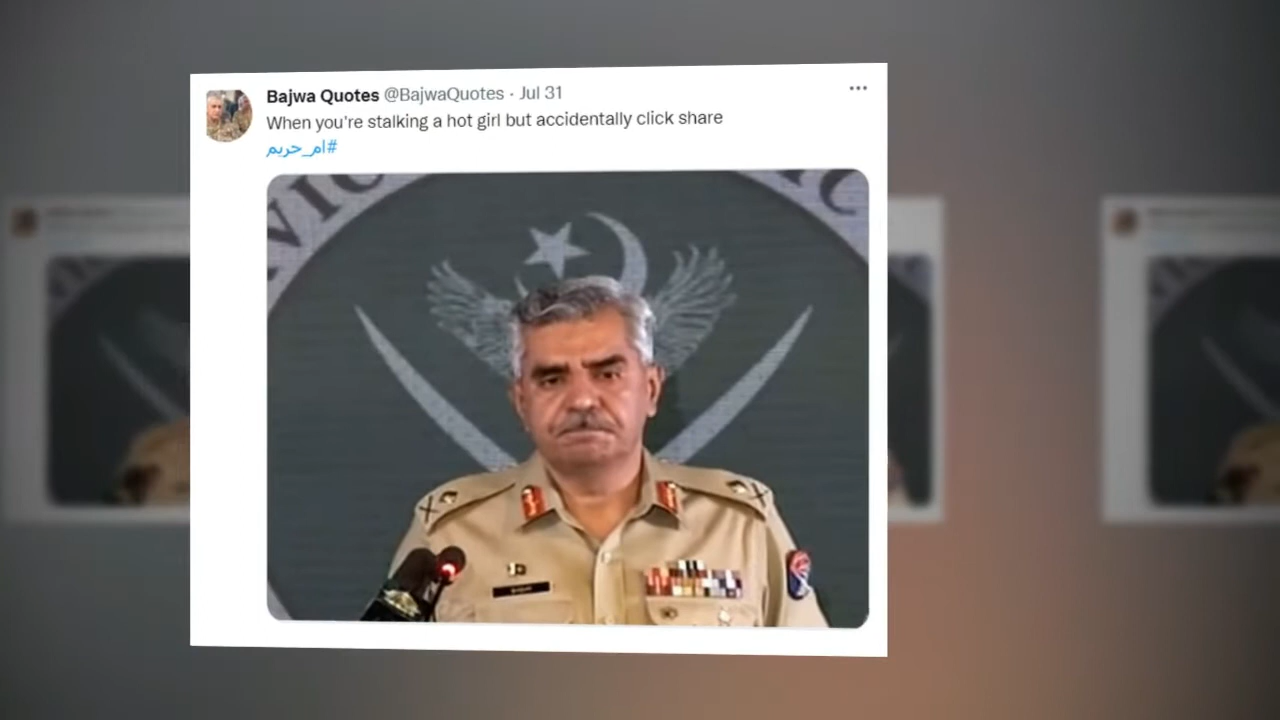 Bajwa Quotes @BajwaQuotes · Jul 31
When you're stalking a hot girl but accidentally click share
#ام_حریم